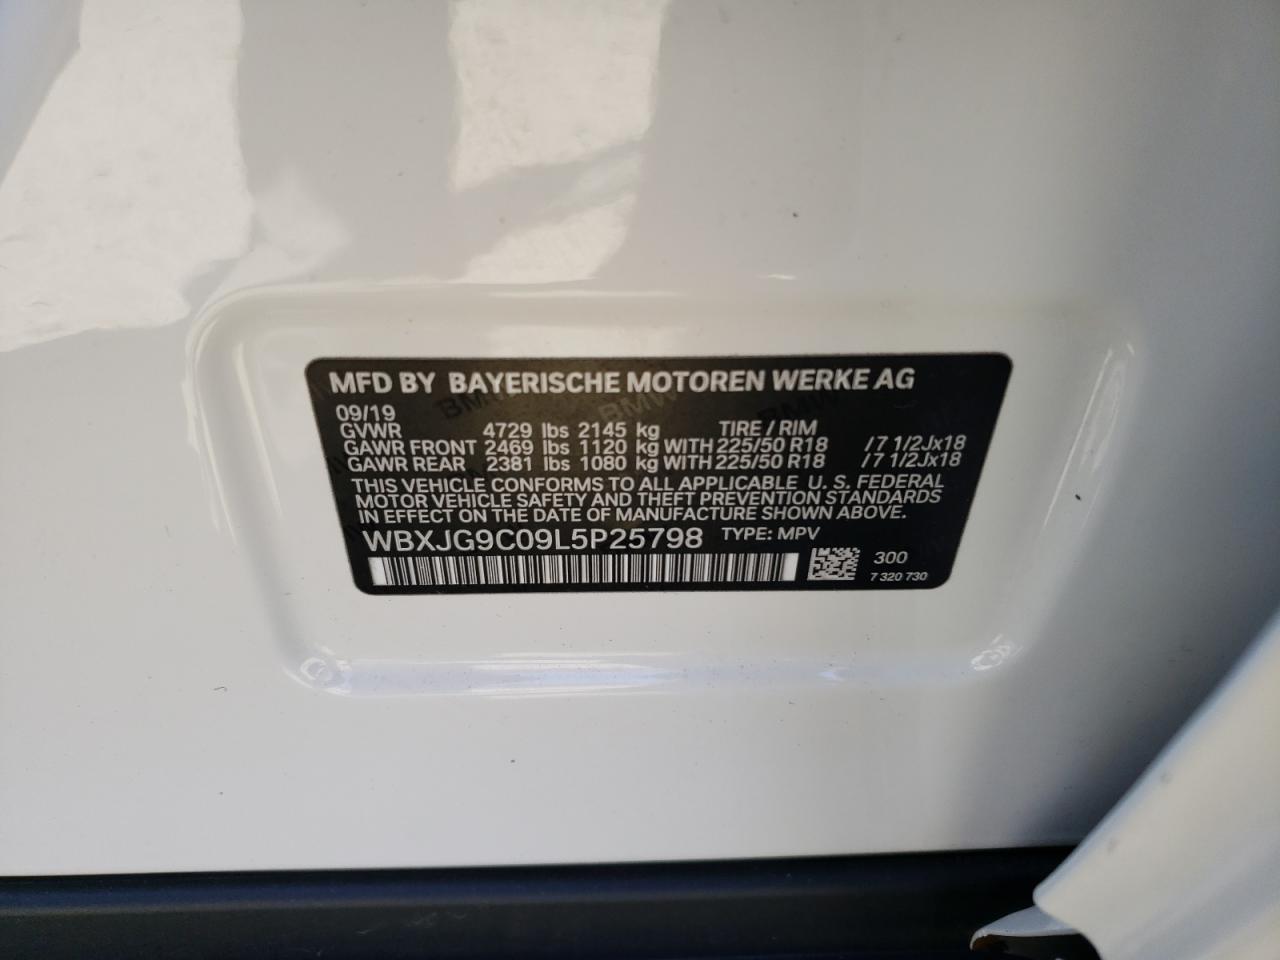 MFD BY BAYERISCHE MOTOREN WERKE AG
09/19
GVWR 4729 lbs 2145 kg TIRE / RIM
GAWR FRONT 2469 lbs 1120 kg WITH 225/50 R18 /7 1/2Jx18
GAWR REAR 2381 lbs 1080 kg WITH 225/50 R18 /7 1/2Jx18
THIS VEHICLE CONFORMS TO ALL APPLICABLE U. S. FEDERAL
MOTOR VEHICLE SAFETY AND THEFT PREVENTION STANDARDS
IN EFFECT ON THE DATE OF MANUFACTURE SHOWN ABOVE.
WBXJG9C09L5P25798 TYPE: MPV
300
7 320 730